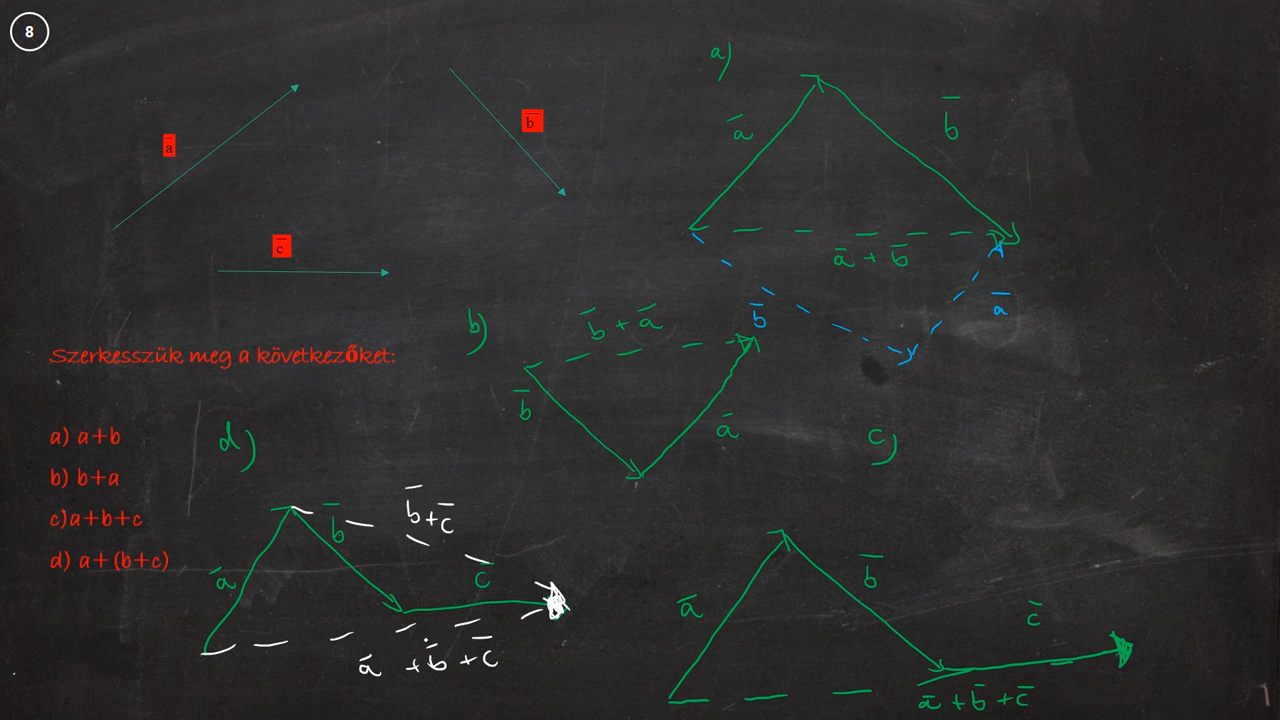 8
a̅
b̅
c̅
Szerkesszük meg a következőket:
a) a+b
b) b+a
c)a+b+c
d) a+(b+c)
a)
a̅
b̅
a̅ + b̅
b̅
a̅
b)
b̅ + a̅
b̅
a̅
c)
a̅
b̅
c̅
a̅ + b̅ + c̅
d)
a̅
b̅
b̅+c̅
c̅
a̅ + b̅ + c̅